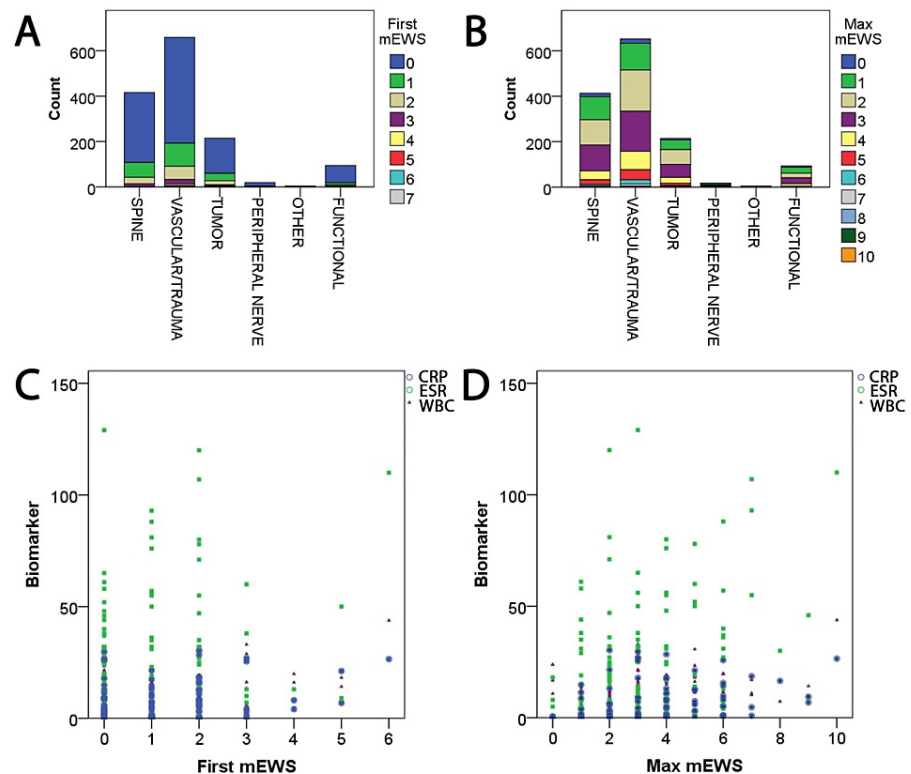 A
First
mEWS
0
1
2
3
4
5
6
7
Count
600
400
200
0
SPINE
VASCULAR/TRAUMA
TUMOR
PERIPHERAL NERVE
OTHER
FUNCTIONAL
B
Max
mEWS
0
1
2
3
4
5
6
7
8
9
10
Count
600
400
200
0
SPINE
VASCULAR/TRAUMA
TUMOR
PERIPHERAL NERVE
OTHER
FUNCTIONAL
C
CRP
ESR
WBC
Biomarker
150
100
50
0
0 1 2 3 4 5 6
First mEWS
D
CRP
ESR
WBC
Biomarker
150
100
50
0
0 2 4 6 8 10
Max mEWS